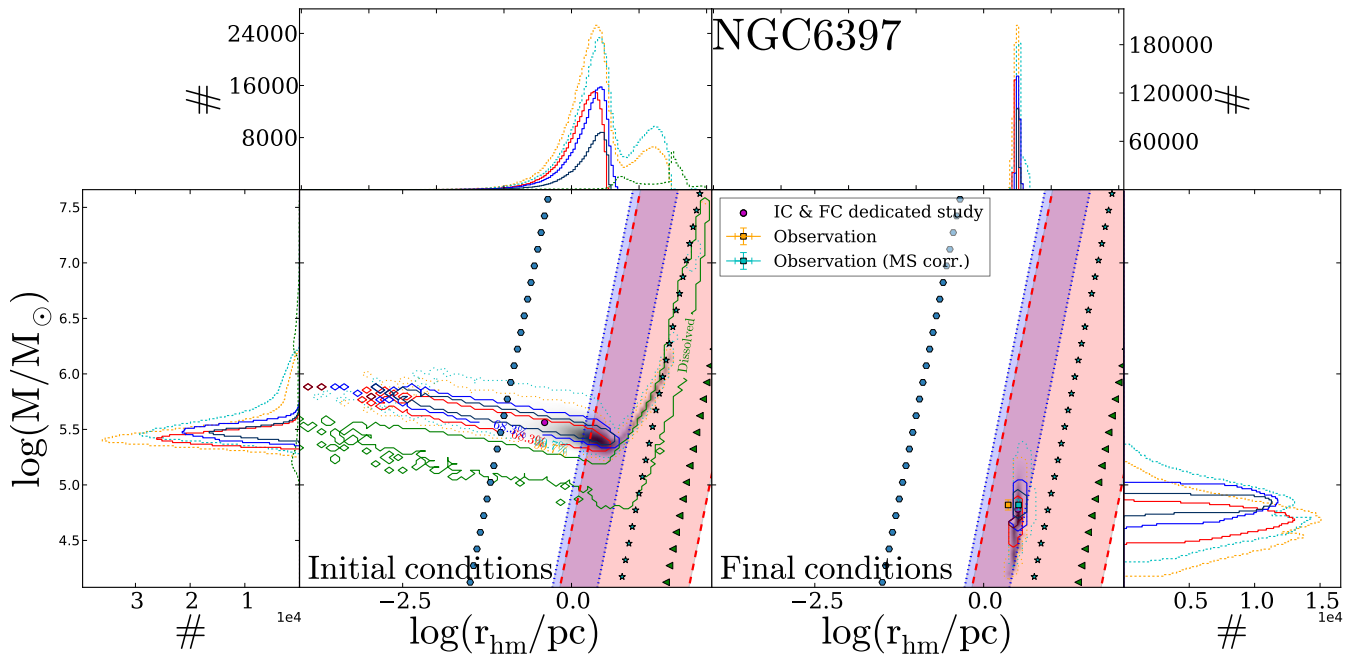 NGC6397
24000
16000
8000
#
180000
120000
60000
#
IC & FC dedicated study
Observation
Observation (MS corr.)
7.5
7.0
6.5
6.0
5.5
5.0
4.5
log(M/M⊙)
Dissolved
Initial conditions
Final conditions
3 2 1
1e4
#
−2.5 0.0
log(r_hm/pc)
−2.5 0.0
log(r_hm/pc)
0.5 1.0 1.5
1e4
#